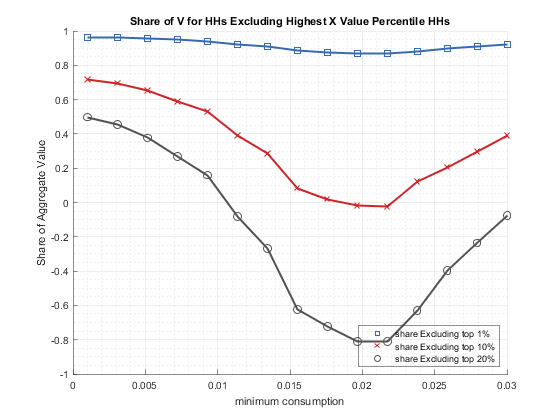 Share of V for HHs Excluding Highest X Value Percentile HHs
1
0.8
0.6
0.4
0.2
0
-0.2
-0.4
-0.6
-0.8
-1
Share of Aggregate Value
share Excluding top 1%
share Excluding top 10%
share Excluding top 20%
0 0.005 0.01 0.015 0.02 0.025 0.03
minimum consumption